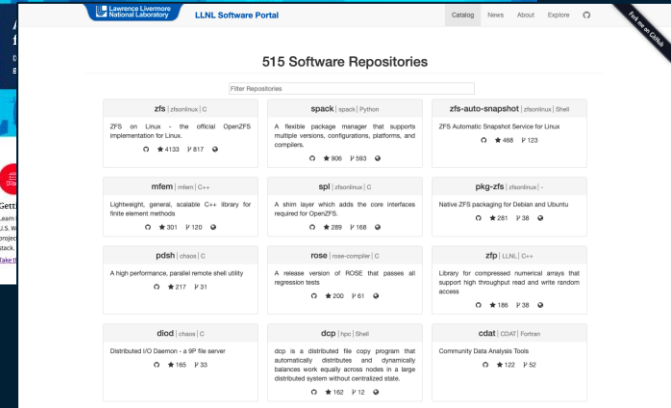 Lawrence Livermore
National Laboratory
LLNL Software Portal
Catalog News About Explore
Fork me on GitHub
515 Software Repositories
Filter Repositories
zfs | zfsonlinux | C
ZFS on Linux - the official OpenZFS
implementation for Linux.
4133 817
spack | spack | Python
A flexible package manager that supports
multiple versions, configurations, platforms, and
compilers.
906 593
zfs-auto-snapshot | zfsonlinux | Shell
ZFS Automatic Snapshot Service for Linux
468 123
mfem | mfem | C++
Lightweight, general, scalable C++ library for
finite element methods
301 120
spl | zfsonlinux | C
A shim layer which adds the core interfaces
required for OpenZFS.
289 168
pkg-zfs | zfsonlinux | -
Native ZFS packaging for Debian and Ubuntu
281 38
pdsh | chaos | C
A high performance, parallel remote shell utility
217 31
rose | rose-compiler | C
A release version of ROSE that passes all
regression tests
200 61
zfp | LLNL | C++
Library for compressed numerical arrays that
support high throughput read and write random
access
186 38
diod | chaos | C
Distributed I/O Daemon - a 9P file server
165 33
dcp | hpc | Shell
dcp is a distributed file copy program that
automatically distributes and dynamically
balances work equally across nodes in a large
distributed system without centralized state.
162 12
cdat | CDAT | Fortran
Community Data Analysis Tools
122 52
Getti
Learn
U.S. W
projec
stack.
Take t